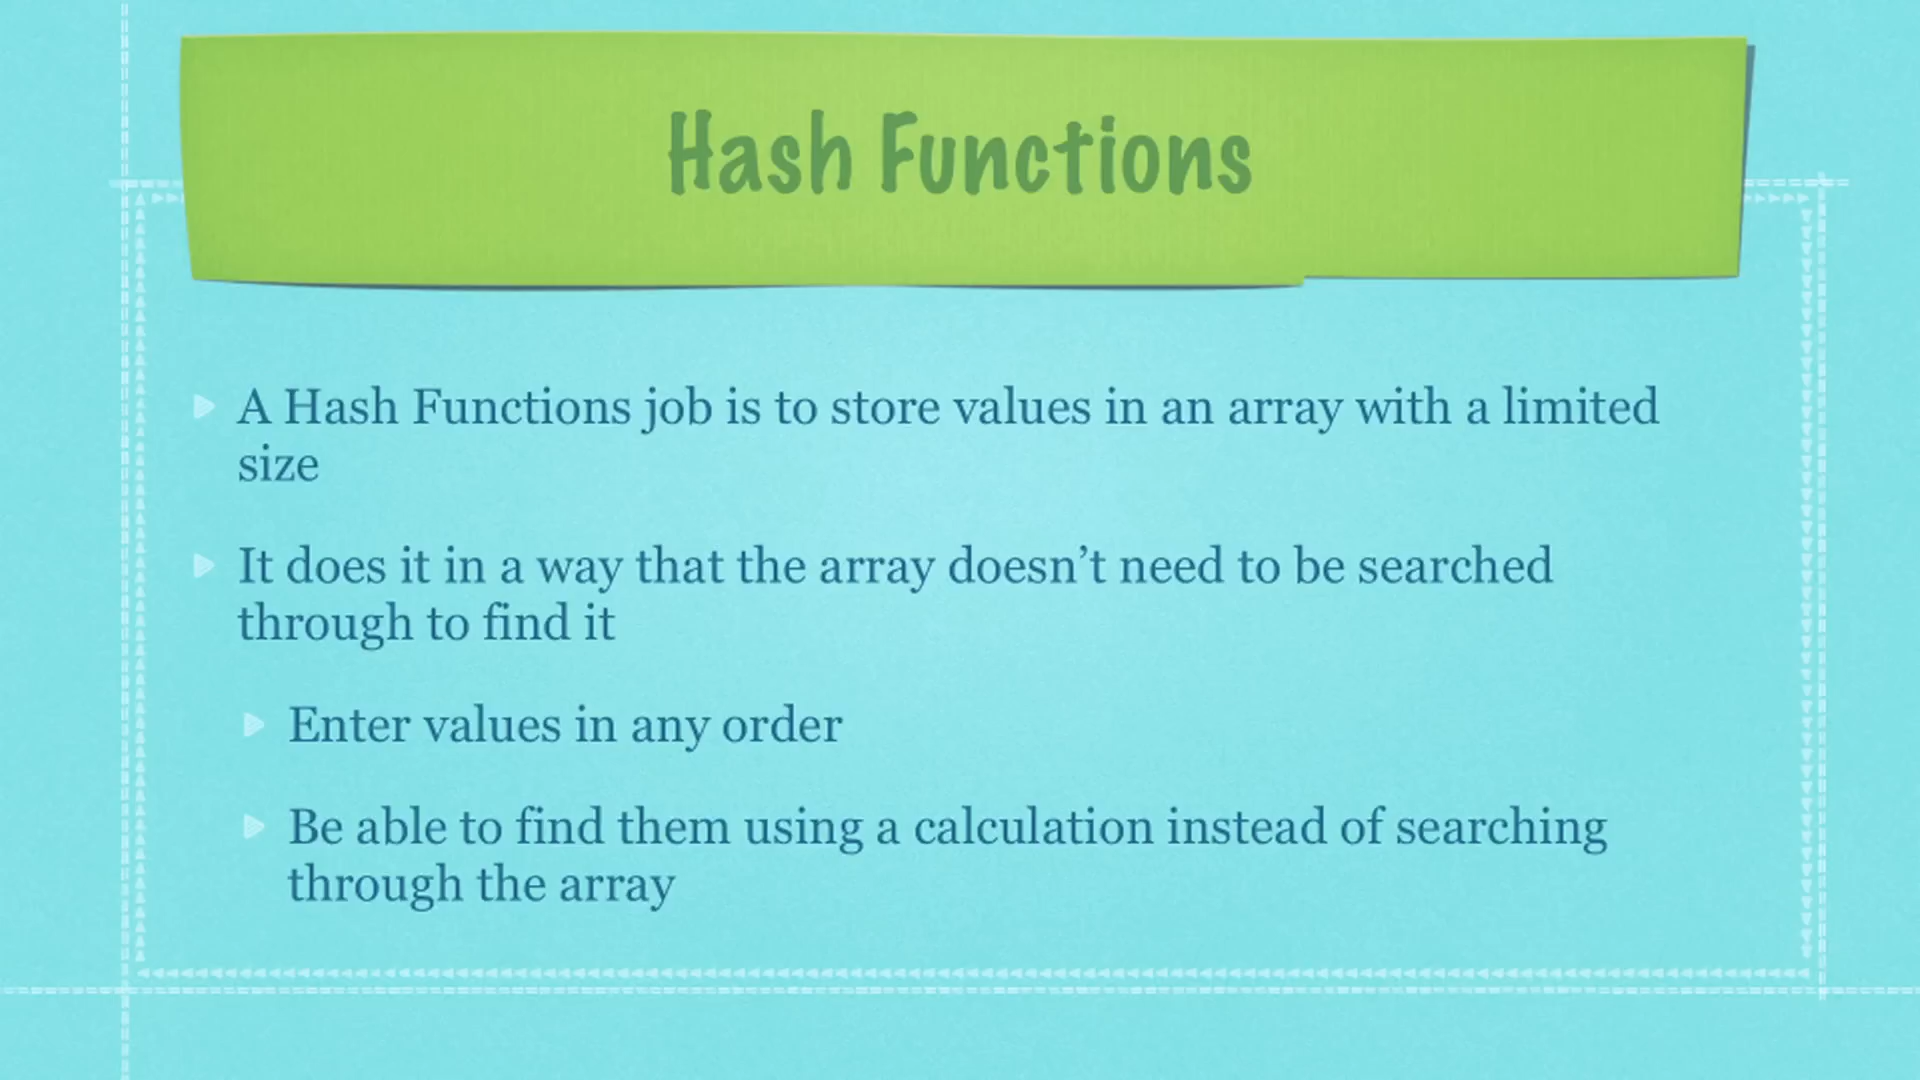 Hash Functions
A Hash Functions job is to store values in an array with a limited
size
It does it in a way that the array doesn’t need to be searched
through to find it
Enter values in any order
Be able to find them using a calculation instead of searching
through the array